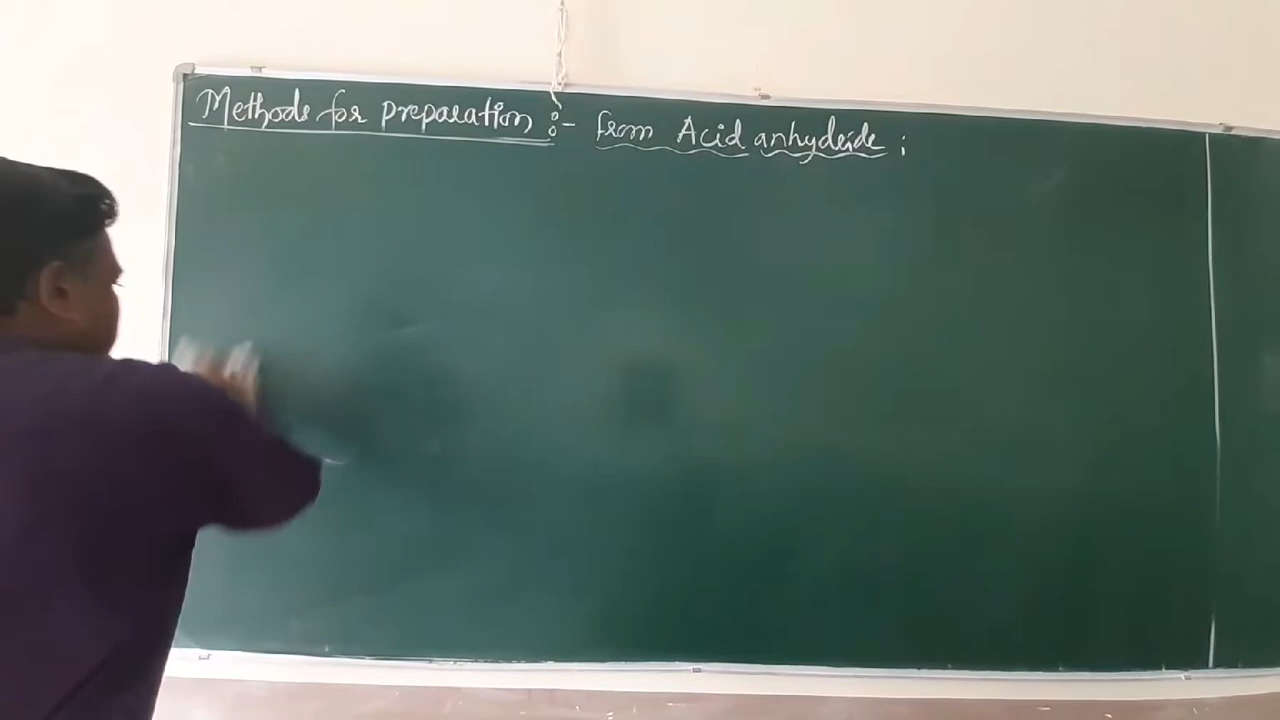 Methods for preparation :- from Acid anhydride :